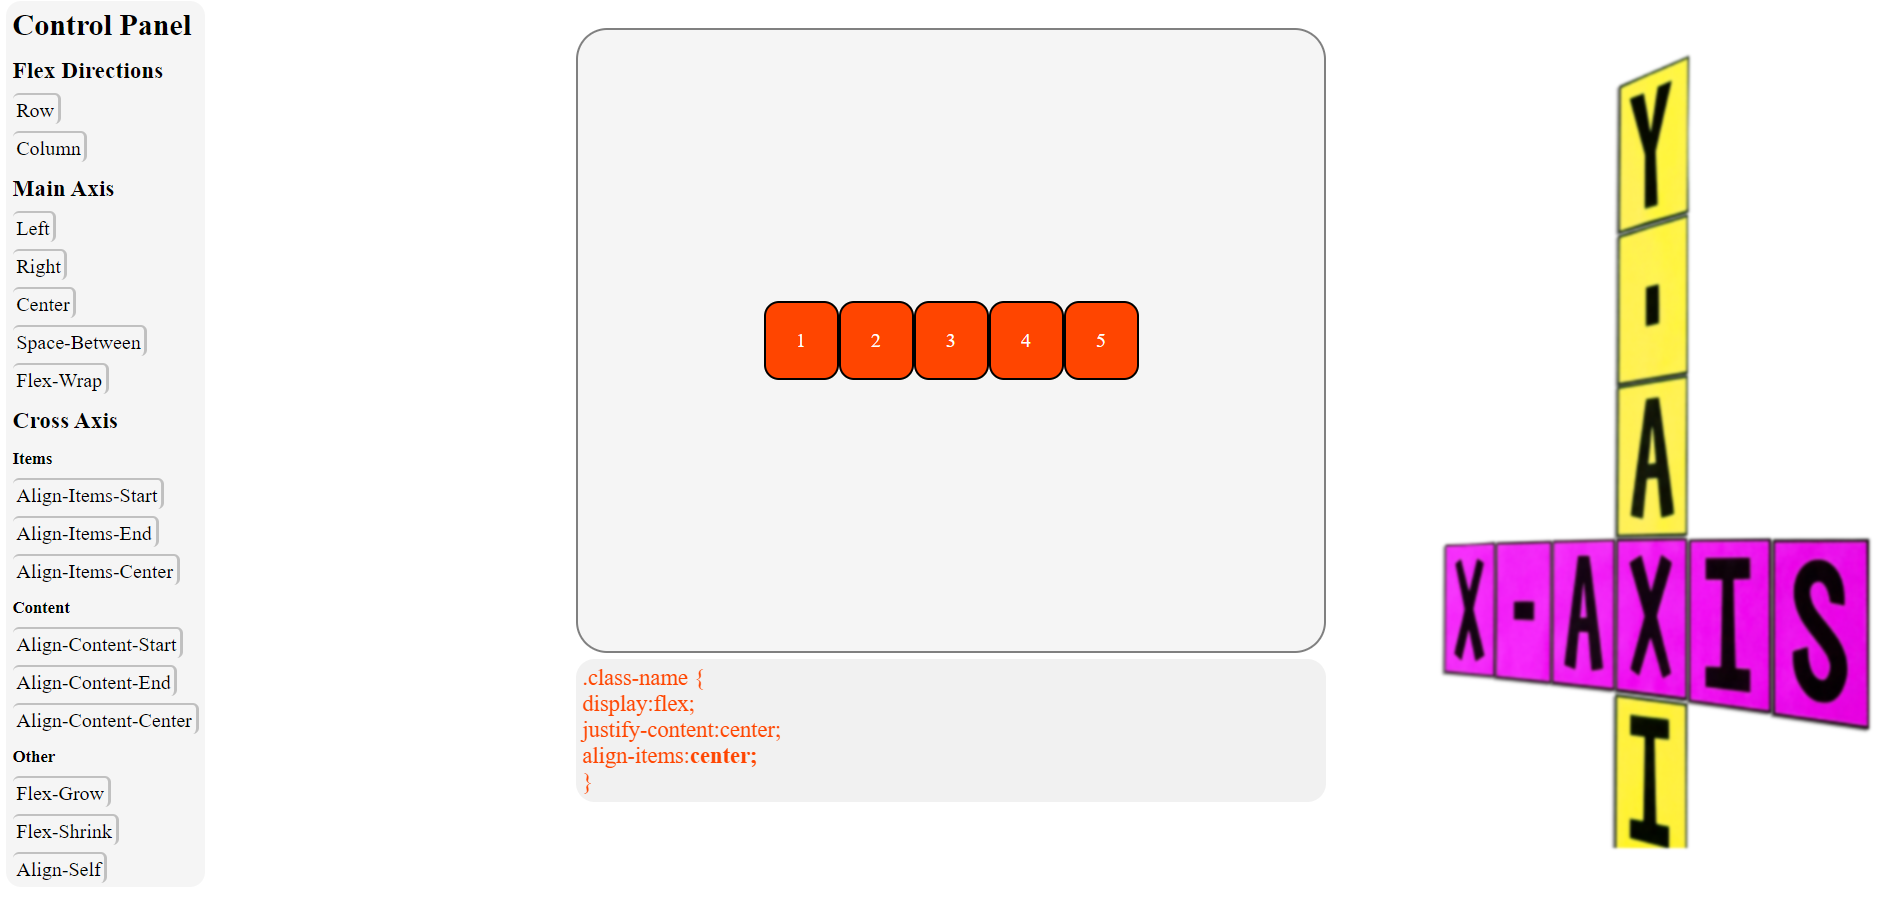 Control Panel
Flex Directions
Row
Column
Main Axis
Left
Right
Center
Space-Between
Flex-Wrap
Cross Axis
Items
Align-Items-Start
Align-Items-End
Align-Items-Center
Content
Align-Content-Start
Align-Content-End
Align-Content-Center
Other
Flex-Grow
Flex-Shrink
Align-Self
1 2 3 4 5
.class-name {
display:flex;
justify-content:center;
align-items:center;
}
Y-AXI
X-AXIS